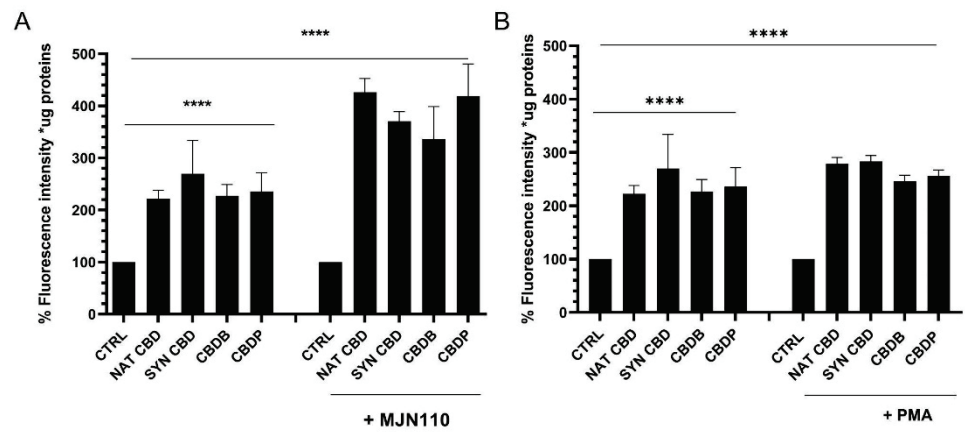 A
% Fluorescence intensity *ug proteins
500
400
300
200
100
0
****
****
CTRL
NAT CBD
SYN CBD
CBDB
CBDP
CTRL
NAT CBD
SYN CBD
CBDB
CBDP
+ MJN110
B
% Fluorescence intensity *ug proteins
500
400
300
200
100
0
****
****
CTRL
NAT CBD
SYN CBD
CBDB
CBDP
CTRL
NAT CBD
SYN CBD
CBDB
CBDP
+ PMA